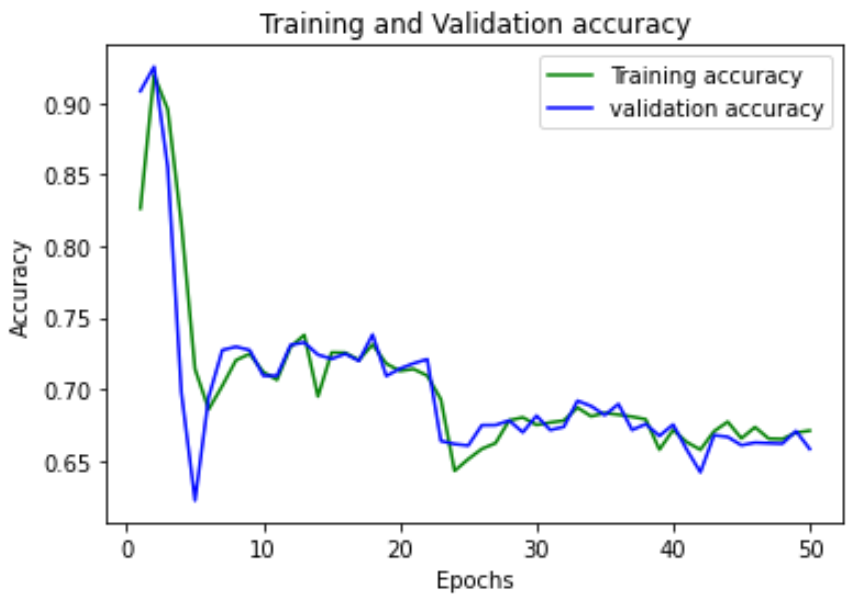 Training and Validation accuracy
Training accuracy
validation accuracy
0.90
0.85
0.80
0.75
0.70
0.65
Accuracy
0 10 20 30 40 50
Epochs